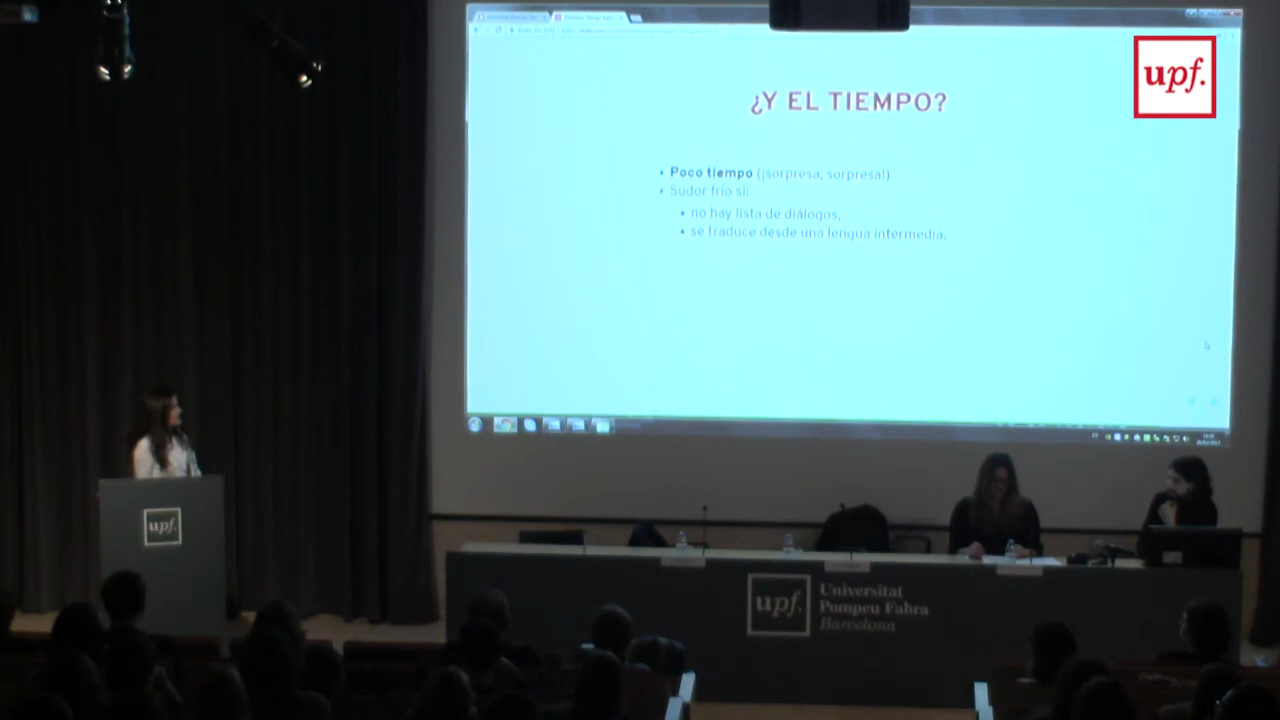 ¿Y EL TIEMPO?
upf.
• Poco tiempo (¡sorpresa, sorpresa!)
• Sudor frío si:
• no hay lista de diálogos,
• se traduce desde una lengua intermedia.
upf.
upf.
Universitat
Pompeu Fabra
Barcelona